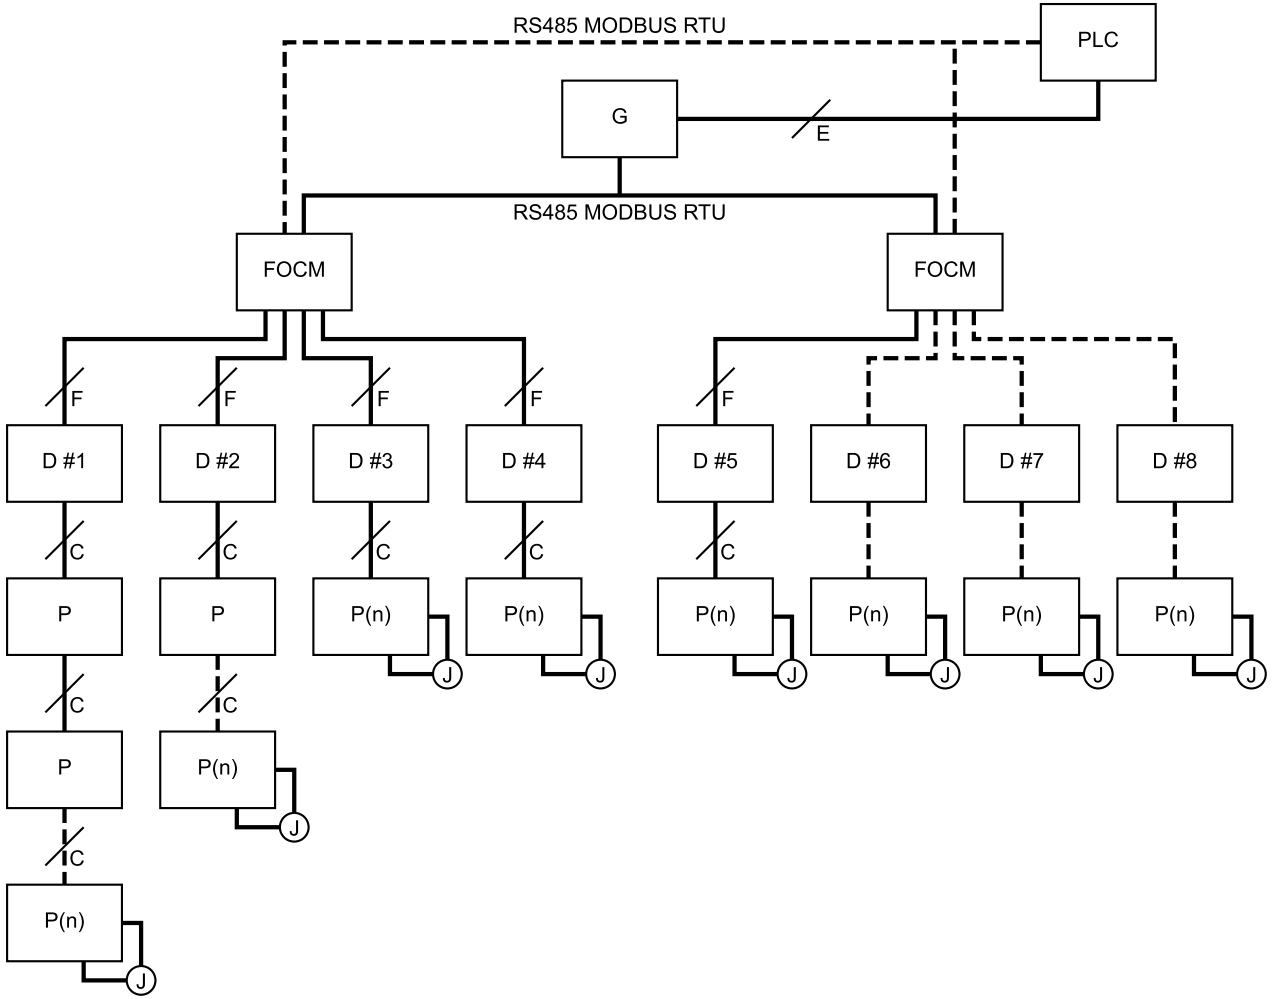 RS485 MODBUS RTU
PLC
G
E
RS485 MODBUS RTU
FOCM
FOCM
F
F
F
F
F
D #1
D #2
D #3
D #4
D #5
D #6
D #7
D #8
C
C
C
C
C
P
P
P(n)
P(n)
P(n)
P(n)
P(n)
P(n)
J
J
J
J
J
J
C
C
P
P(n)
J
C
P(n)
J